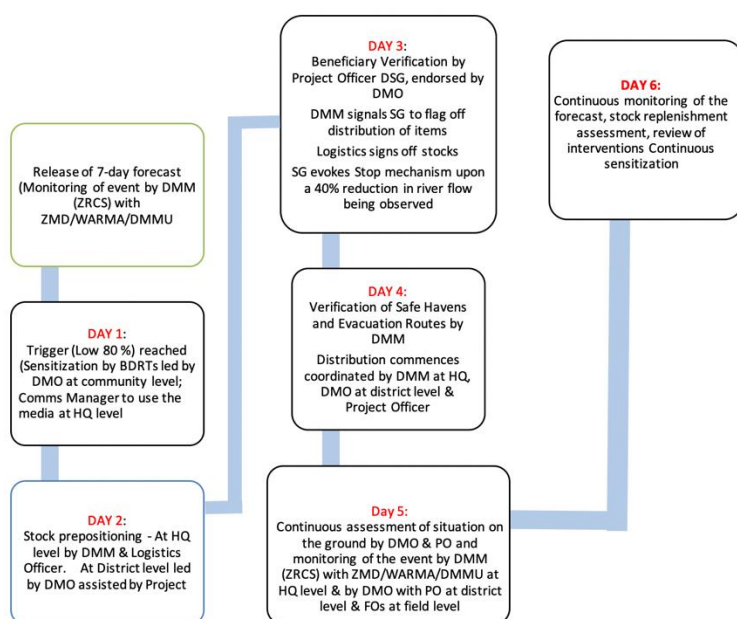 Release of 7-day forecast
(Monitoring of event by DMM
(ZRCS) with
ZMD/WARMA/DMMU
DAY 1:
Trigger (Low 80 %) reached
(Sensitization by BDRTs led by
DMO at community level;
Comms Manager to use the
media at HQ level
DAY 2:
Stock prepositioning - At HQ
level by DMM & Logistics
Officer. At District level led
by DMO assisted by Project
DAY 3:
Beneficiary Verification by
Project Officer DSG, endorsed by
DMO
DMM signals SG to flag off
distribution of items
Logistics signs off stocks
SG evokes Stop mechanism upon
a 40% reduction in river flow
being observed
DAY 4:
Verification of Safe Havens
and Evacuation Routes by
DMM
Distribution commences
coordinated by DMM at HQ,
DMO at district level &
Project Officer
Day 5:
Continuous assessment of situation
on the ground by DMO & PO and
monitoring of the event by DMM
(ZRCS) with ZMD/WARMA/DMMU at
HQ level & by DMO with PO at
district level & FOs at field level
DAY 6:
Continuous monitoring of the
forecast, stock replenishment
assessment, review of
interventions Continuous
sensitization